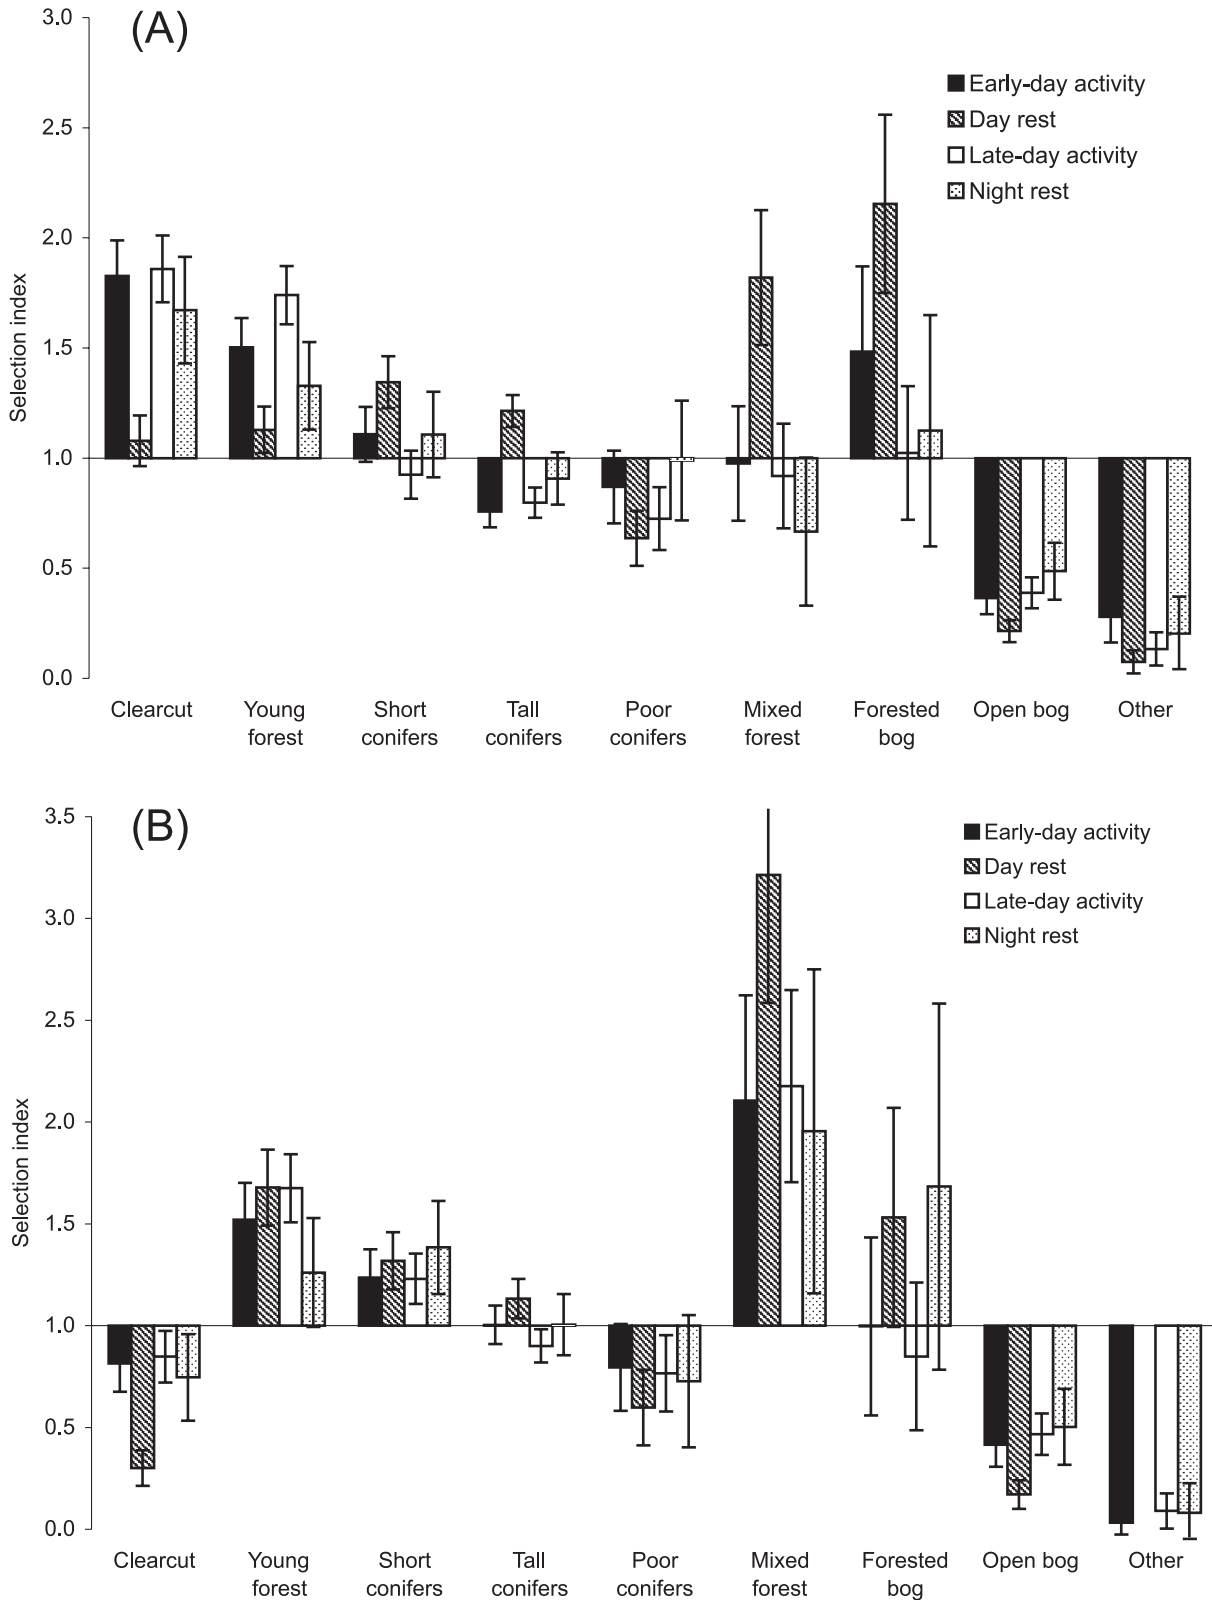 (A)
3.0
2.5
2.0
1.5
1.0
0.5
0.0
Selection index
Early-day activity
Day rest
Late-day activity
Night rest
Clearcut
Young
forest
Short
conifers
Tall
conifers
Poor
conifers
Mixed
forest
Forested
bog
Open bog
Other
(B)
3.5
3.0
2.5
2.0
1.5
1.0
0.5
0.0
Selection index
Early-day activity
Day rest
Late-day activity
Night rest
Clearcut
Young
forest
Short
conifers
Tall
conifers
Poor
conifers
Mixed
forest
Forested
bog
Open bog
Other